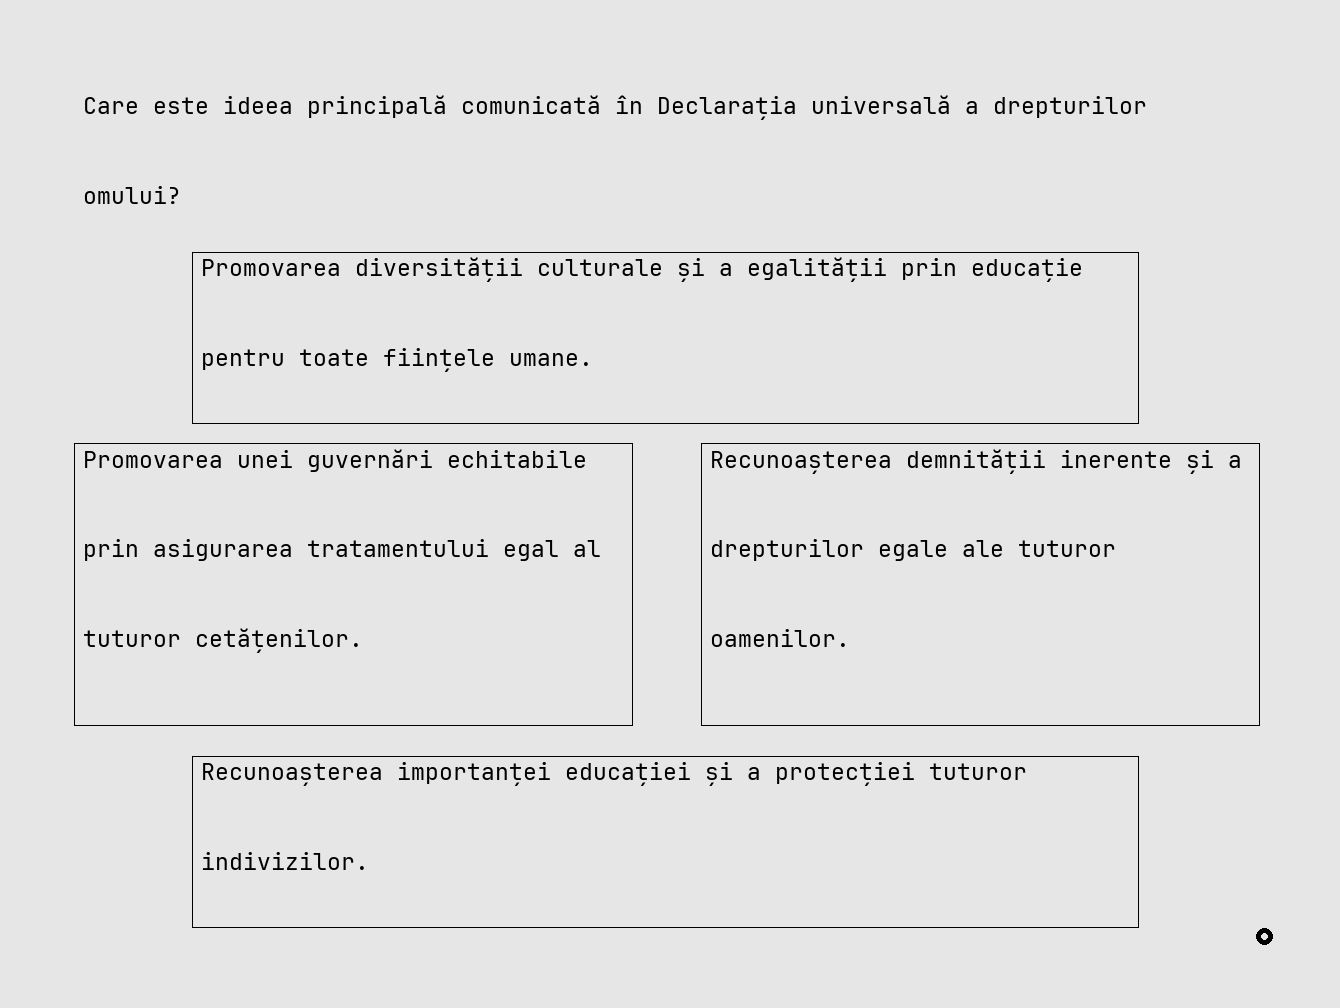 Care este ideea principală comunicată în Declarația universală a drepturilor
omului?
Promovarea diversității culturale și a egalității prin educație
pentru toate ființele umane.
Promovarea unei guvernări echitabile
prin asigurarea tratamentului egal al
tuturor cetățenilor.
Recunoașterea demnității inerente și a
drepturilor egale ale tuturor
oamenilor.
Recunoașterea importanței educației și a protecției tuturor
indivizilor.